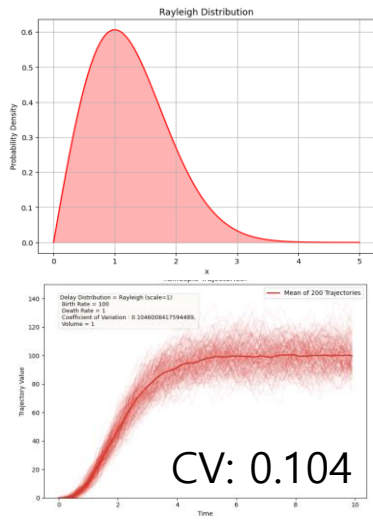 Rayleigh Distribution
0.6
0.5
0.4
0.3
0.2
0.1
0.0
Probability Density
0 1 2 3 4 5
x
140
120
100
80
60
40
20
0
Trajectory Value
Delay Distribution = Rayleigh (scale=1)
Birth Rate = 100
Death Rate = 1
Coefficient of Variation : 0.1046008417594489,
Volume = 1
Mean of 200 Trajectories
CV: 0.104
0 2 4 6 8 10
Time